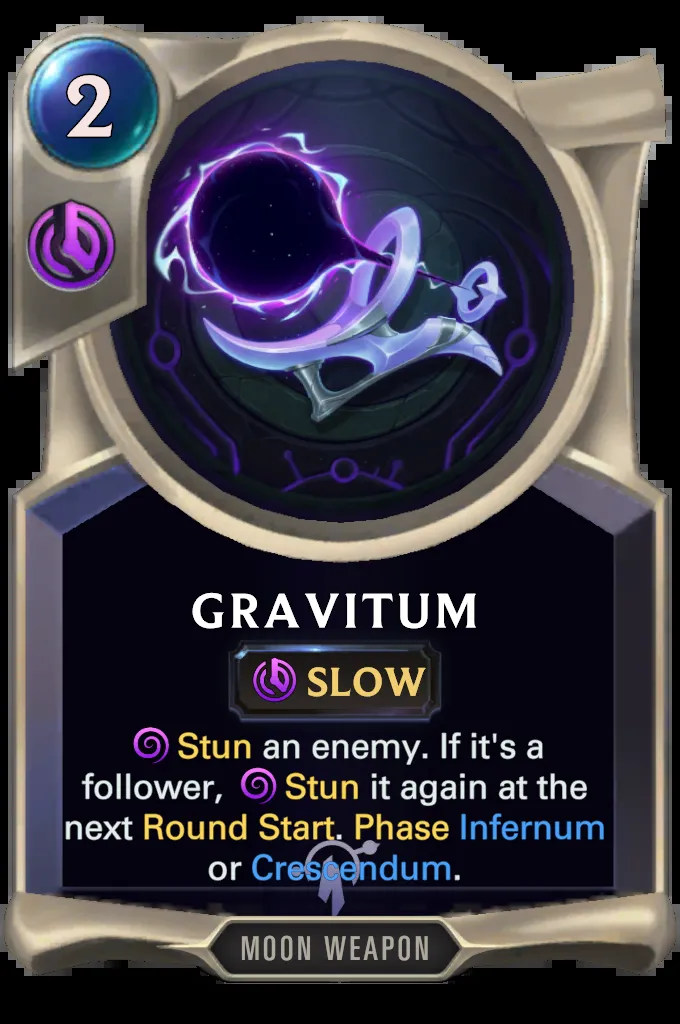 2
GRAVITUM
SLOW
Stun an enemy. If it's a
follower, Stun it again at the
next Round Start. Phase Infernum
or Crescendum.
MOON WEAPON